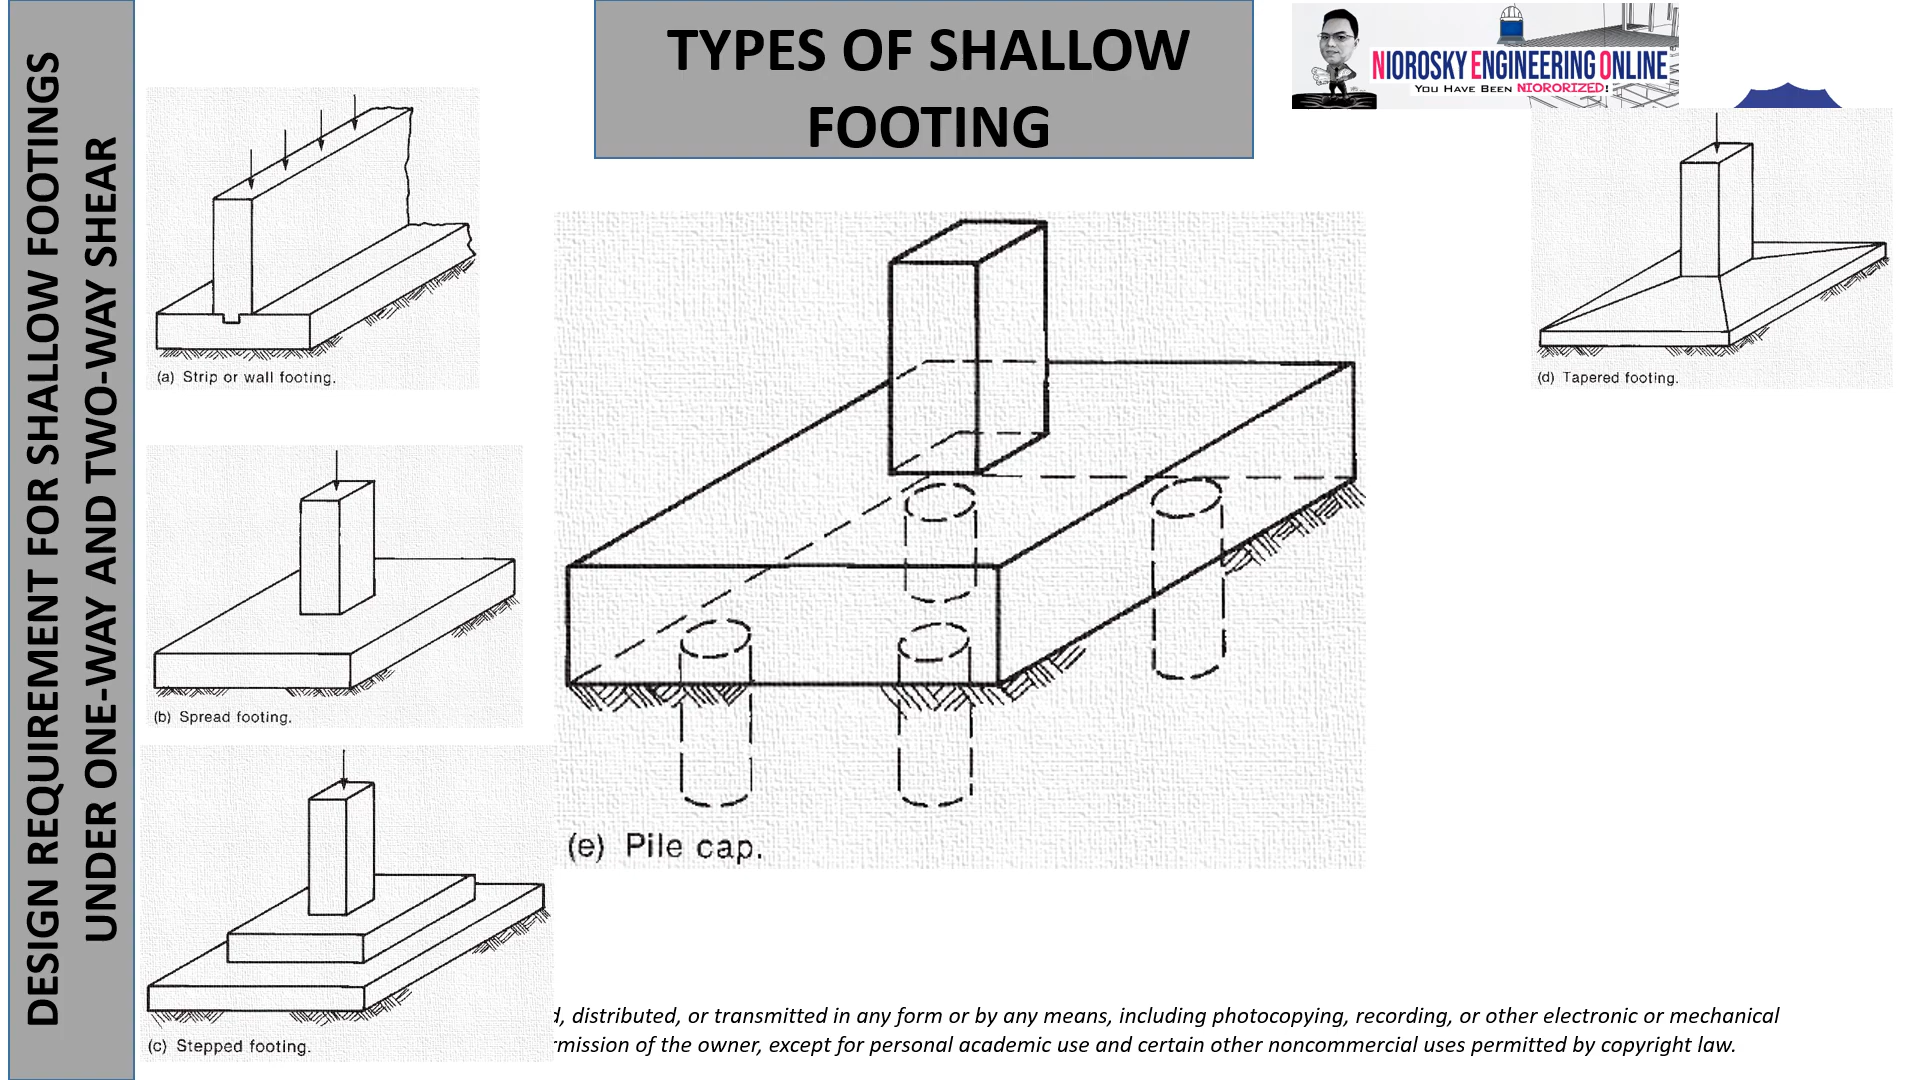 DESIGN REQUIREMENT FOR SHALLOW FOOTINGS
UNDER ONE-WAY AND TWO-WAY SHEAR
TYPES OF SHALLOW
FOOTING
NIOROSKY ENGINEERING ONLINE
YOU HAVE BEEN NIORORIZED!
(a) Strip or wall footing.
(b) Spread footing.
(c) Stepped footing.
(d) Tapered footing.
(e) Pile cap.
distributed, or transmitted in any form or by any means, including photocopying, recording, or other electronic or mechanical
of the owner, except for personal academic use and certain other noncommercial uses permitted by copyright law.